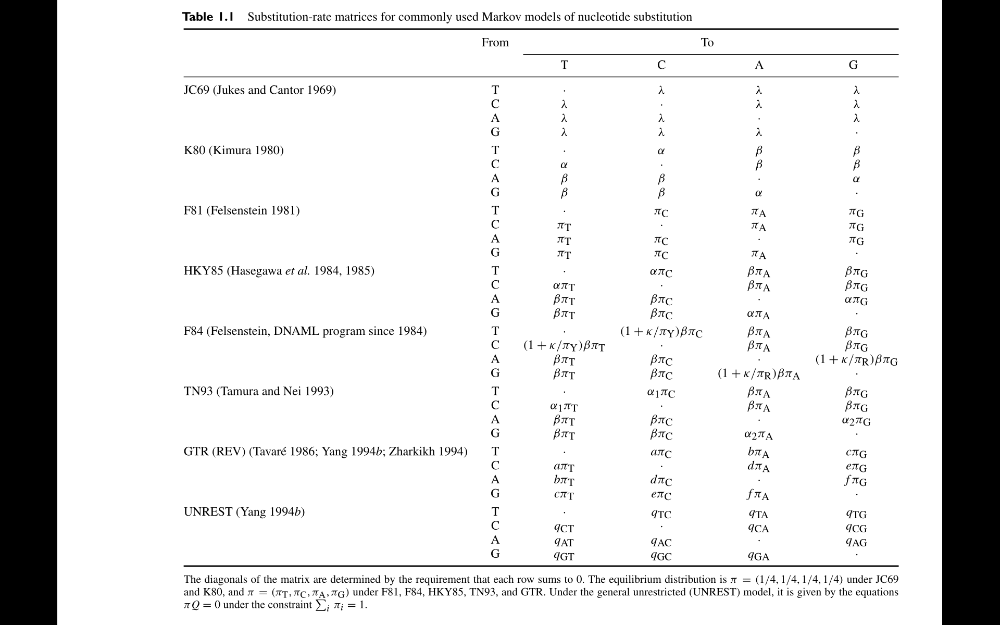 Table 1.1 Substitution-rate matrices for commonly used Markov models of nucleotide substitution
From To
T C A G
JC69 (Jukes and Cantor 1969) T · λ λ λ
C λ · λ λ
A λ λ · λ
G λ λ λ ·
K80 (Kimura 1980) T · α β β
C α · β β
A β β · α
G β β α ·
F81 (Felsenstein 1981) T · πC πA πG
C πT · πA πG
A πT πC · πG
G πT πC πA ·
HKY85 (Hasegawa et al. 1984, 1985) T · απC βπA βπG
C απT · βπA βπG
A βπT βπC · απG
G βπT βπC απA ·
F84 (Felsenstein, DNAML program since 1984) T · (1 + κ/πY)βπC βπA βπG
C (1 + κ/πY)βπT · βπA βπG
A βπT βπC · (1 + κ/πR)βπG
G βπT βπC (1 + κ/πR)βπA ·
TN93 (Tamura and Nei 1993) T · α1πC βπA βπG
C α1πT · βπA βπG
A βπT βπC · α2πG
G βπT βπC α2πA ·
GTR (REV) (Tavaré 1986; Yang 1994b; Zharkikh 1994) T · aπC bπA cπG
C aπT · dπA eπG
A bπT dπC · fπG
G cπT eπC fπA ·
UNREST (Yang 1994b) T · qTC qTA qTG
C qCT · qCA qCG
A qAT qAC · qAG
G qGT qGC qGA ·
The diagonals of the matrix are determined by the requirement that each row sums to 0. The equilibrium distribution is π = (1/4, 1/4, 1/4, 1/4) under JC69
and K80, and π = (πT, πC, πA, πG) under F81, F84, HKY85, TN93, and GTR. Under the general unrestricted (UNREST) model, it is given by the equations
πQ = 0 under the constraint ∑i πi = 1.